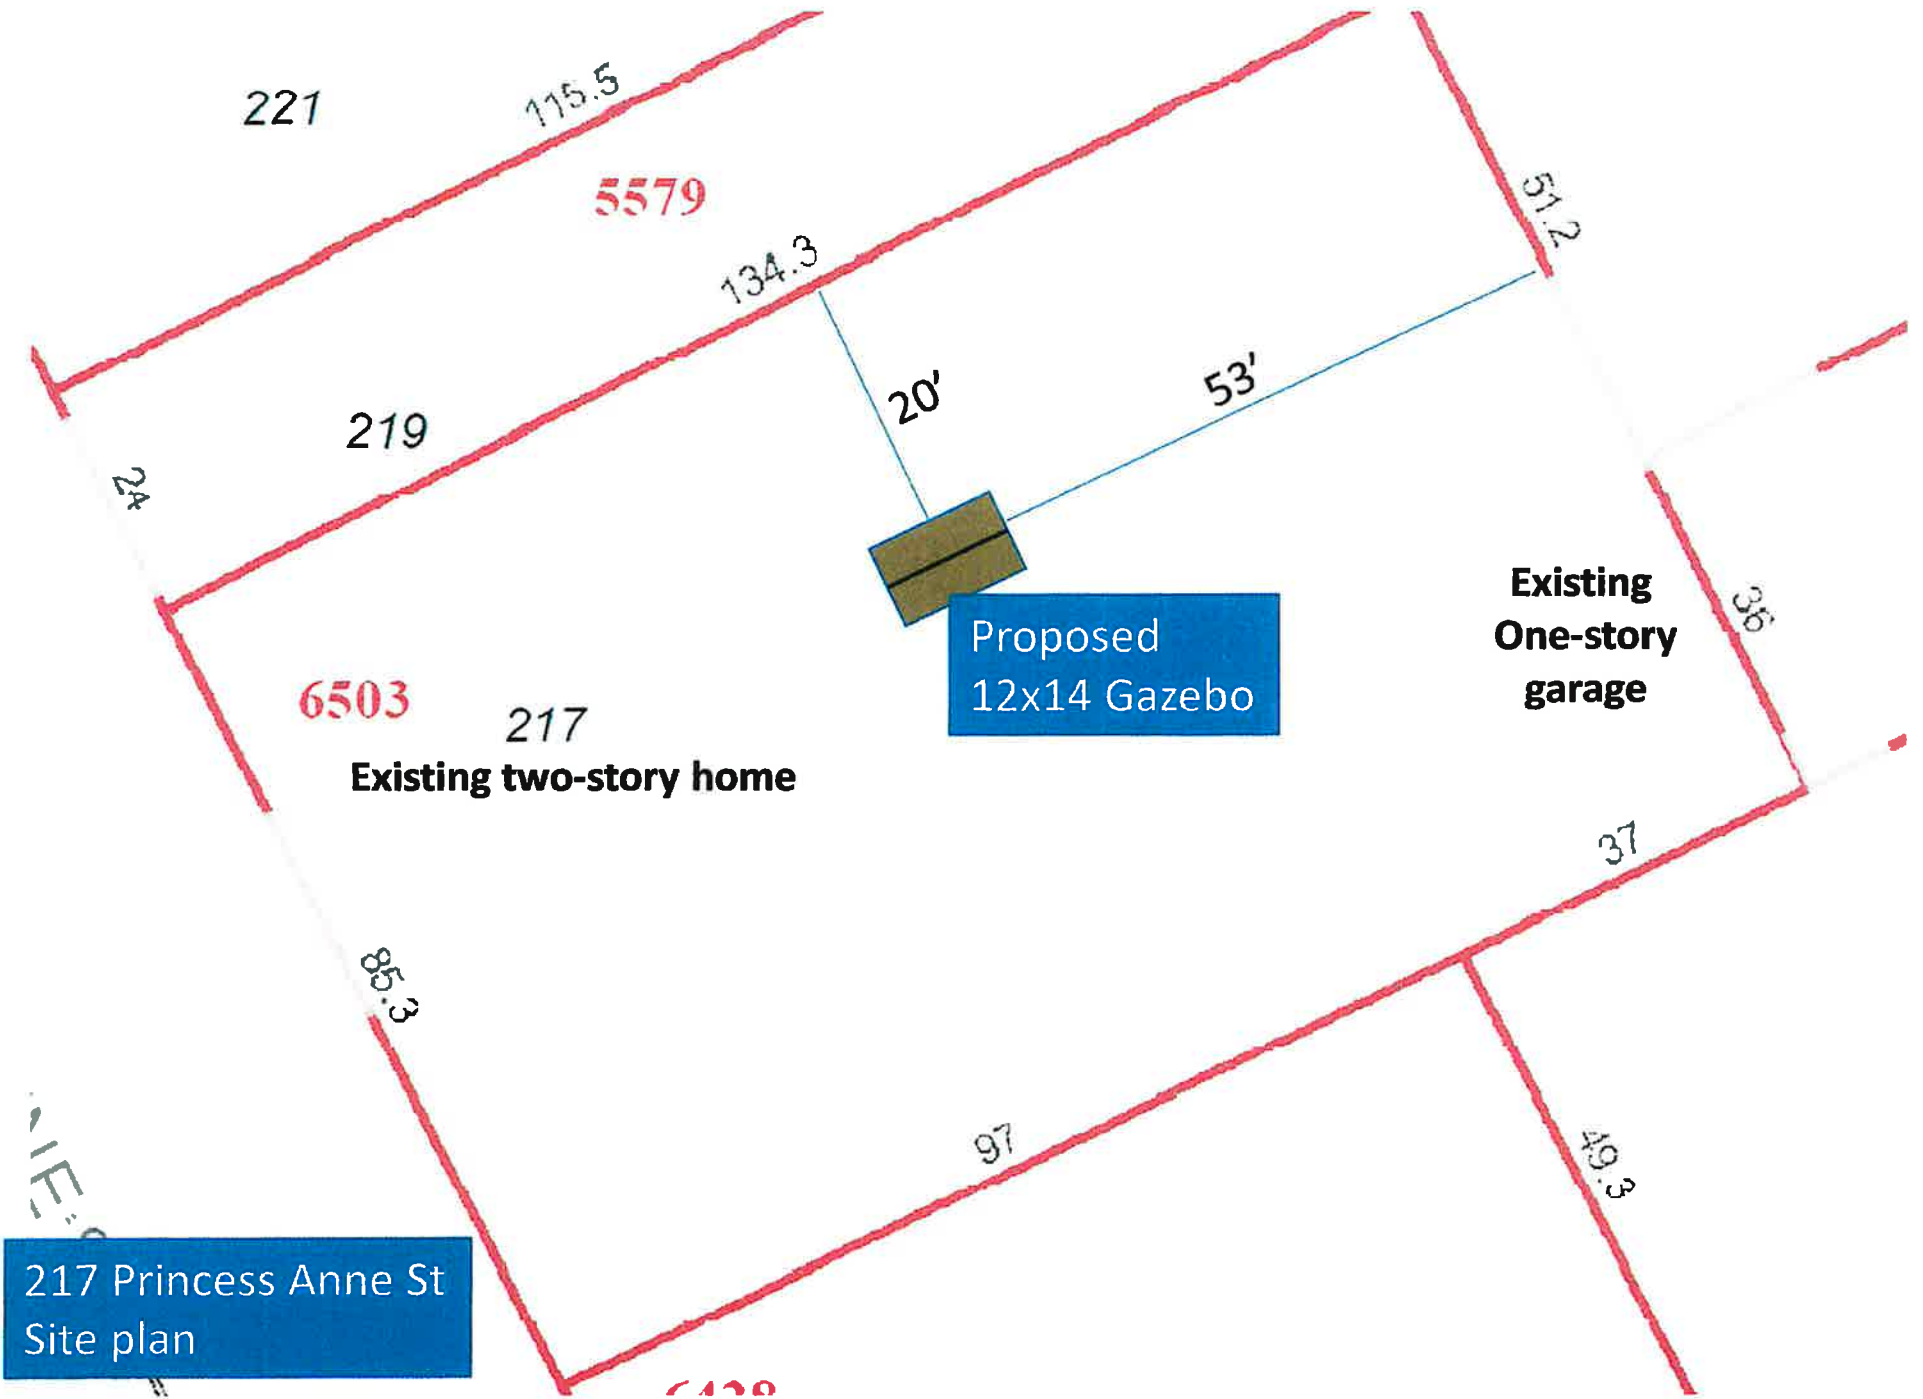 221
115.5
5579
134.3
51.2
219
20'
53'
24
Existing
One-story
garage
36
Proposed
12x14 Gazebo
6503
217
Existing two-story home
37
85.3
97
49.3
217 Princess Anne St
Site plan